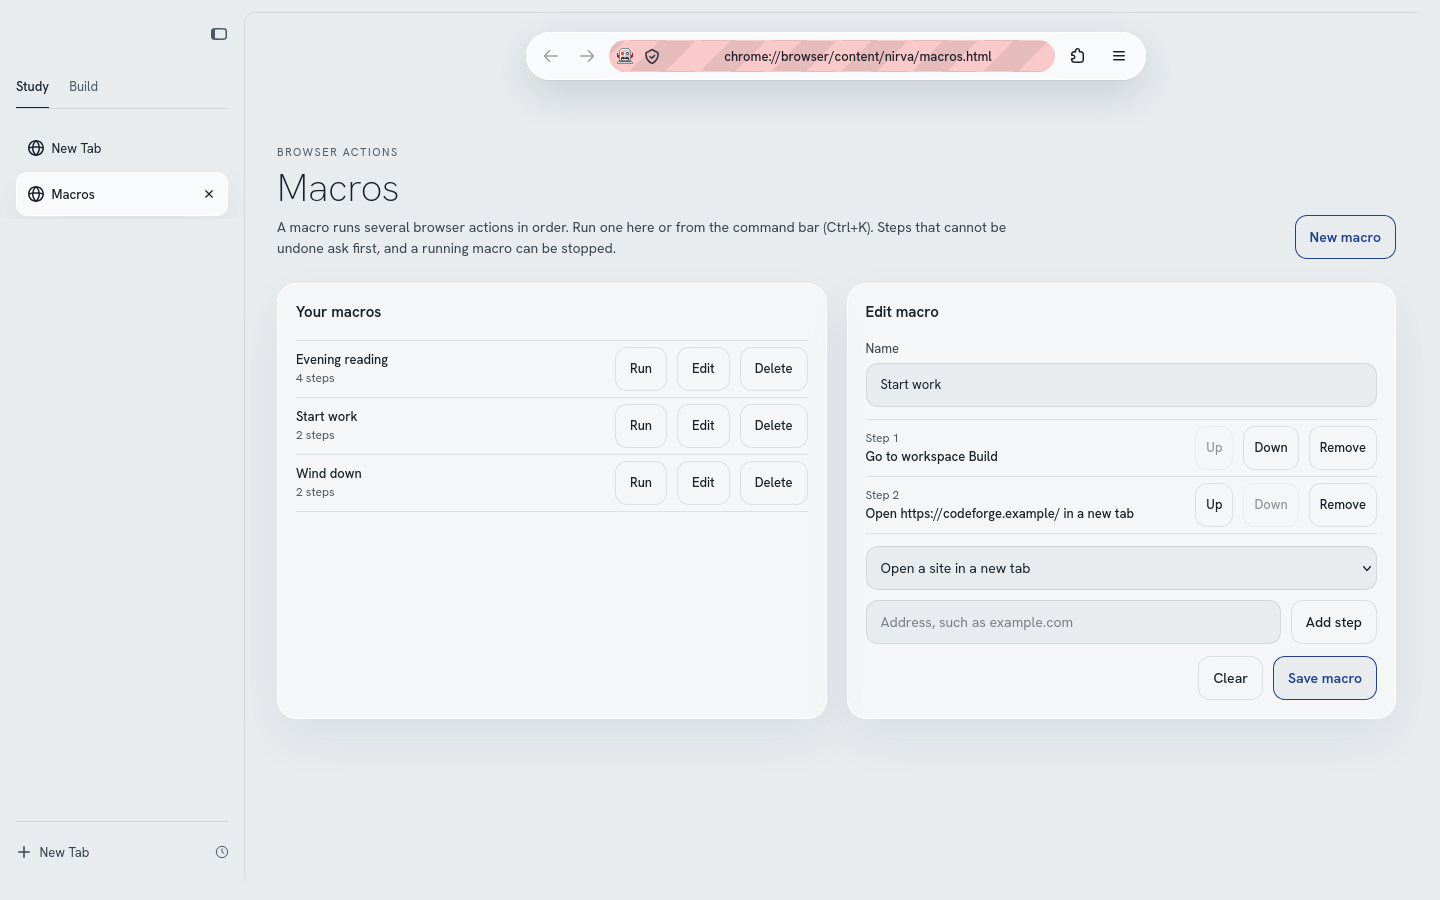 Study
Build
New Tab
Macros
New Tab
chrome://browser/content/nirva/macros.html
BROWSER ACTIONS
Macros
A macro runs several browser actions in order. Run one here or from the command bar (Ctrl+K). Steps that cannot be
undone ask first, and a running macro can be stopped.
New macro
Your macros
Evening reading
4 steps
Run Edit Delete
Start work
2 steps
Run Edit Delete
Wind down
2 steps
Run Edit Delete
Edit macro
Name
Start work
Step 1
Go to workspace Build
Up Down Remove
Step 2
Open https://codeforge.example/ in a new tab
Up Down Remove
Open a site in a new tab
Address, such as example.com
Add step
Clear
Save macro